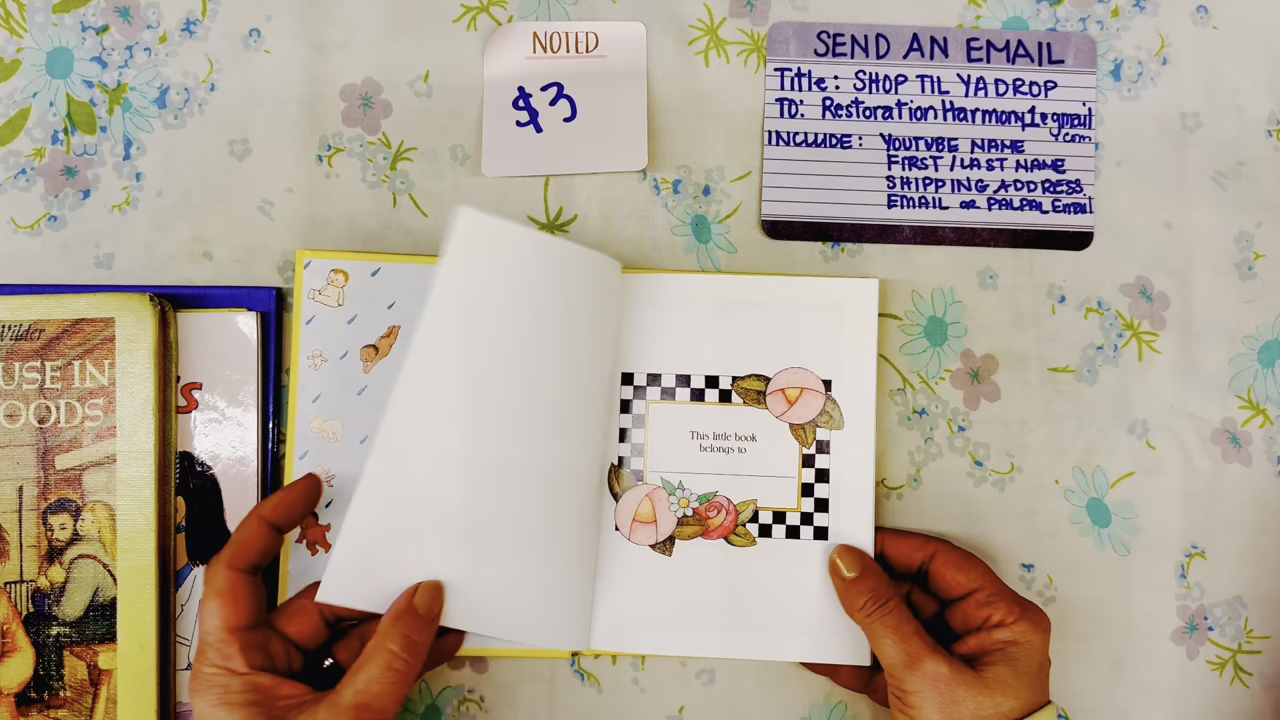 NOTED
$3
SEND AN EMAIL
Title: SHOP TIL YA DROP
TO: RestorationHarmony1@gmail
.com
INCLUDE: YOUTUBE NAME
FIRST/LAST NAME
SHIPPING ADDRESS,
EMAIL or PALPAL Email
Wilder
USE IN
OODS
This little book
belongs to